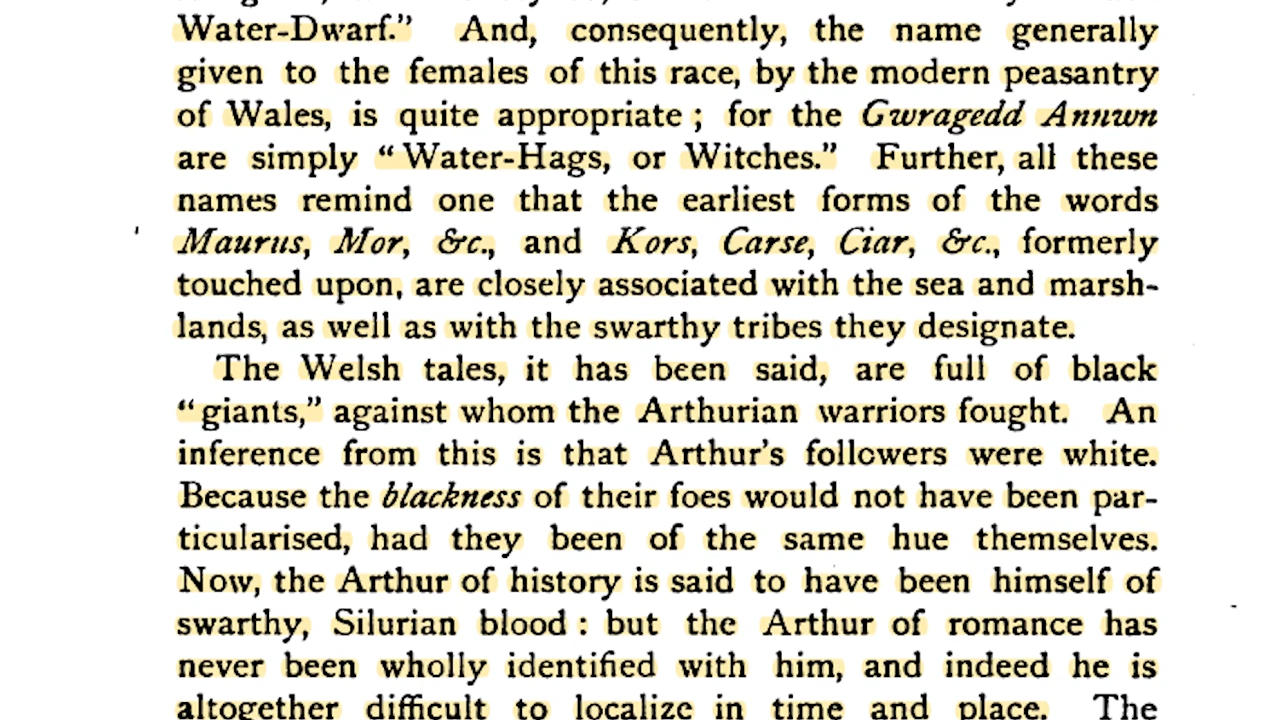 Water-Dwarf.” And, consequently, the name generally
given to the females of this race, by the modern peasantry
of Wales, is quite appropriate ; for the Gwragedd Annwn
are simply “Water-Hags, or Witches.” Further, all these
names remind one that the earliest forms of the words
Maurus, Mor, &c., and Kors, Carse, Ciar, &c., formerly
touched upon, are closely associated with the sea and marsh-
lands, as well as with the swarthy tribes they designate.
The Welsh tales, it has been said, are full of black
“giants,” against whom the Arthurian warriors fought. An
inference from this is that Arthur’s followers were white.
Because the blackness of their foes would not have been par-
ticularised, had they been of the same hue themselves.
Now, the Arthur of history is said to have been himself of
swarthy, Silurian blood : but the Arthur of romance has
never been wholly identified with him, and indeed he is
altogether difficult to localize in time and place. The